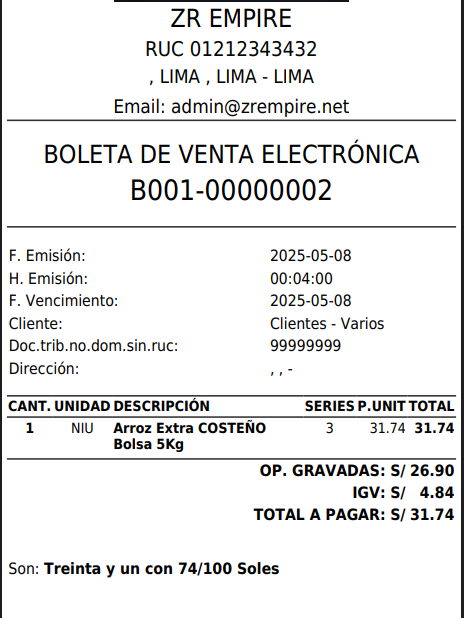 ZR EMPIRE
RUC 01212343432
, LIMA , LIMA - LIMA
Email: admin@zrempire.net
BOLETA DE VENTA ELECTRÓNICA
B001-00000002
F. Emisión: 2025-05-08
H. Emisión: 00:04:00
F. Vencimiento: 2025-05-08
Cliente: Clientes - Varios
Doc.trib.no.dom.sin.ruc: 99999999
Dirección: , , -
CANT. UNIDAD DESCRIPCIÓN SERIES P.UNIT TOTAL
1 NIU Arroz Extra COSTEÑO 3 31.74 31.74
Bolsa 5Kg
OP. GRAVADAS: S/ 26.90
IGV: S/ 4.84
TOTAL A PAGAR: S/ 31.74
Son: Treinta y un con 74/100 Soles